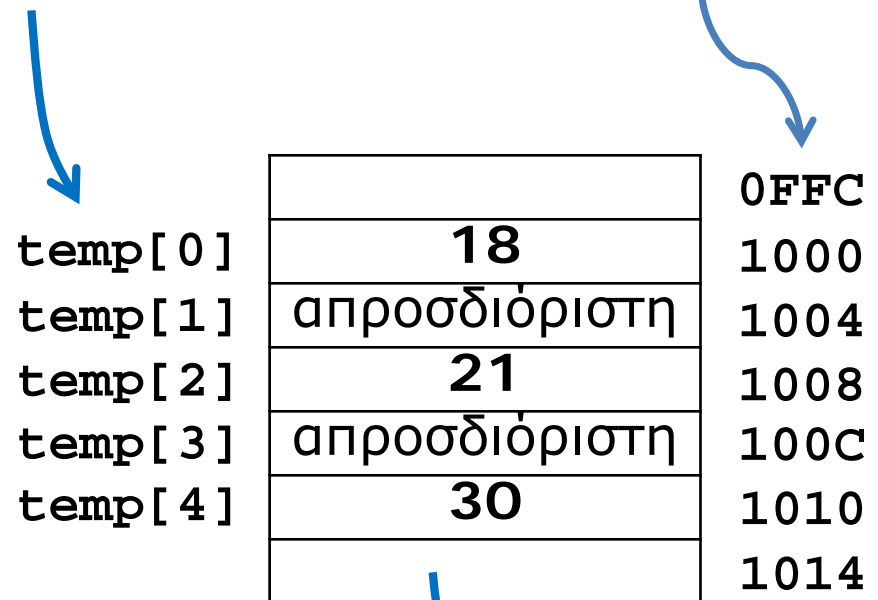 0FFC
temp[0] 18 1000
temp[1] απροσδιόριστη 1004
temp[2] 21 1008
temp[3] απροσδιόριστη 100C
temp[4] 30 1010
1014